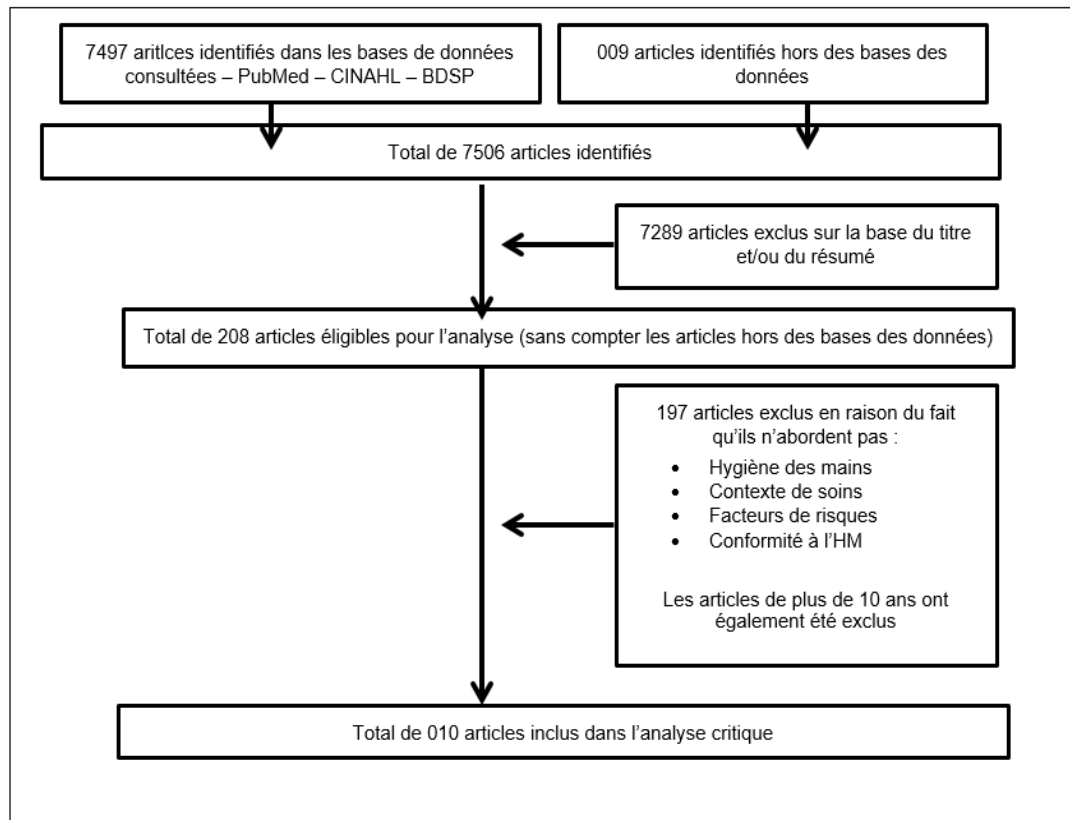 7497 aritlces identifiés dans les bases de données
consultées – PubMed – CINAHL – BDSP
009 articles identifiés hors des bases des
données
Total de 7506 articles identifiés
7289 articles exclus sur la base du titre
et/ou du résumé
Total de 208 articles éligibles pour l’analyse (sans compter les articles hors des bases des données)
197 articles exclus en raison du fait
qu’ils n’abordent pas :
• Hygiène des mains
• Contexte de soins
• Facteurs de risques
• Conformité à l’HM
Les articles de plus de 10 ans ont
également été exclus
Total de 010 articles inclus dans l’analyse critique